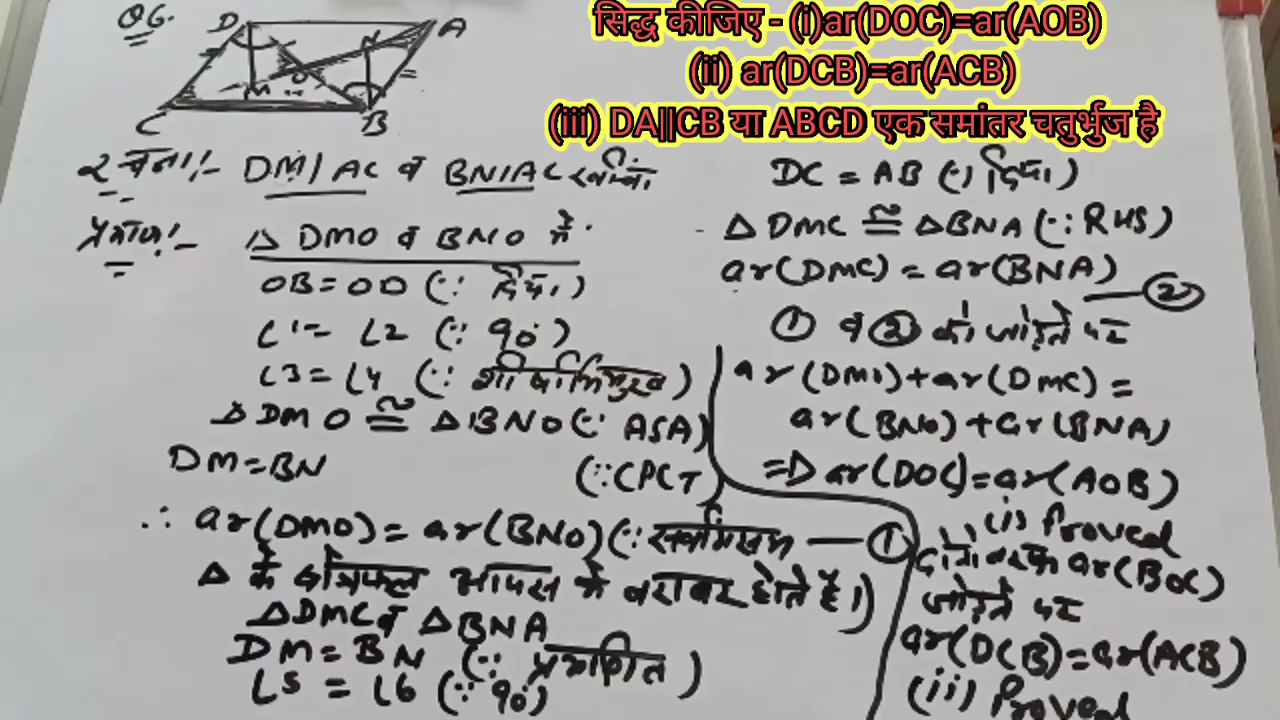 Q6.
D A
M O N
C B
सिद्ध कीजिए - (i)ar(DOC)=ar(AOB)
(ii) ar(DCB)=ar(ACB)
(iii) DA||CB या ABCD एक समांतर चतुर्भुज है
रचना:- DM⊥AC व BN⊥AC खींचा
प्रमाण:- △ DMO व BNO में
OB=OD (∵ दिया)
∠1=∠2 (∵ 90°)
∠3=∠4 (∵ शीर्षाभिमुख)
△DMO ≅ △BNO (∵ ASA)
DM=BN (∵CPCT)
∴ ar(DMO)=ar(BNO)(∵सर्वांगसम —①
△ के क्षेत्रफल आपस में बराबर होते हैं।)
△DMC व △BNA
DM=BN (∵ प्रमाणित)
∠5=∠6 (∵90°)
DC=AB (∵ दिया)
△DMC ≅ △BNA (∵RHS)
ar(DMC)=ar(BNA)
—②
① व ② को जोड़ने पर
ar(DMO)+ar(DMC)=
ar(BNO)+ar(BNA)
=> ar(DOC)=ar(AOB)
(i) Proved
दोनों तरफ ar(BOC)
जोड़ने पर
ar(DCB)=ar(ACB)
(ii) Proved